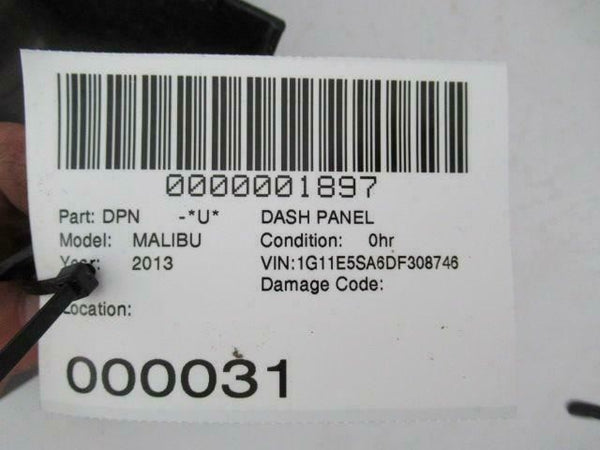 0000001897
Part: DPN -*U* DASH PANEL
Model: MALIBU Condition: 0hr
Year: 2013 VIN:1G11E5SA6DF308746
Damage Code:
Location:
000031